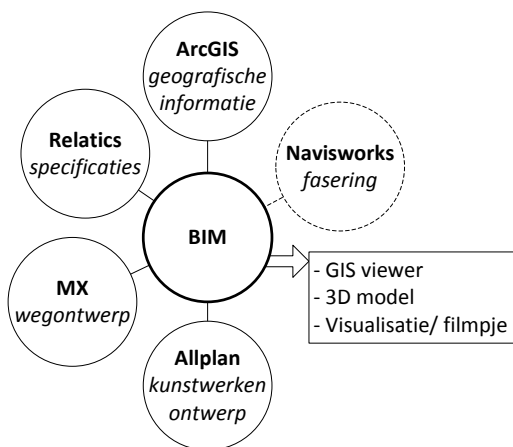 ArcGIS
geografische
informatie
Relatics
specificaties
Navisworks
fasering
BIM
MX
wegontwerp
- GIS viewer
- 3D model
- Visualisatie/ filmpje
Allplan
kunstwerken
ontwerp